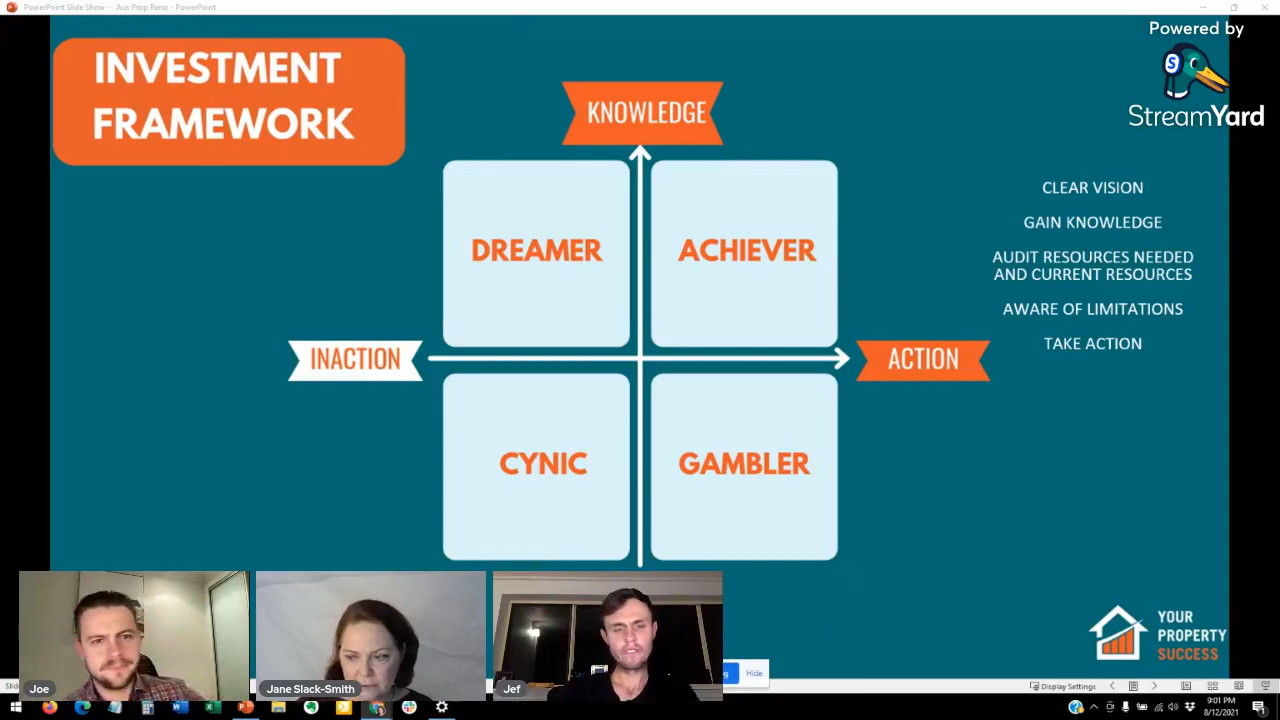 PowerPoint Slide Show - Aus Prop Reno - PowerPoint
Powered by
StreamYard
INVESTMENT
FRAMEWORK
KNOWLEDGE
DREAMER
ACHIEVER
CLEAR VISION
GAIN KNOWLEDGE
AUDIT RESOURCES NEEDED
AND CURRENT RESOURCES
AWARE OF LIMITATIONS
TAKE ACTION
INACTION
ACTION
CYNIC
GAMBLER
YOUR
PROPERTY
SUCCESS
Joe
Jane Slack-Smith
Jef
Hide
Display Settings
9:01 PM
8/12/2021